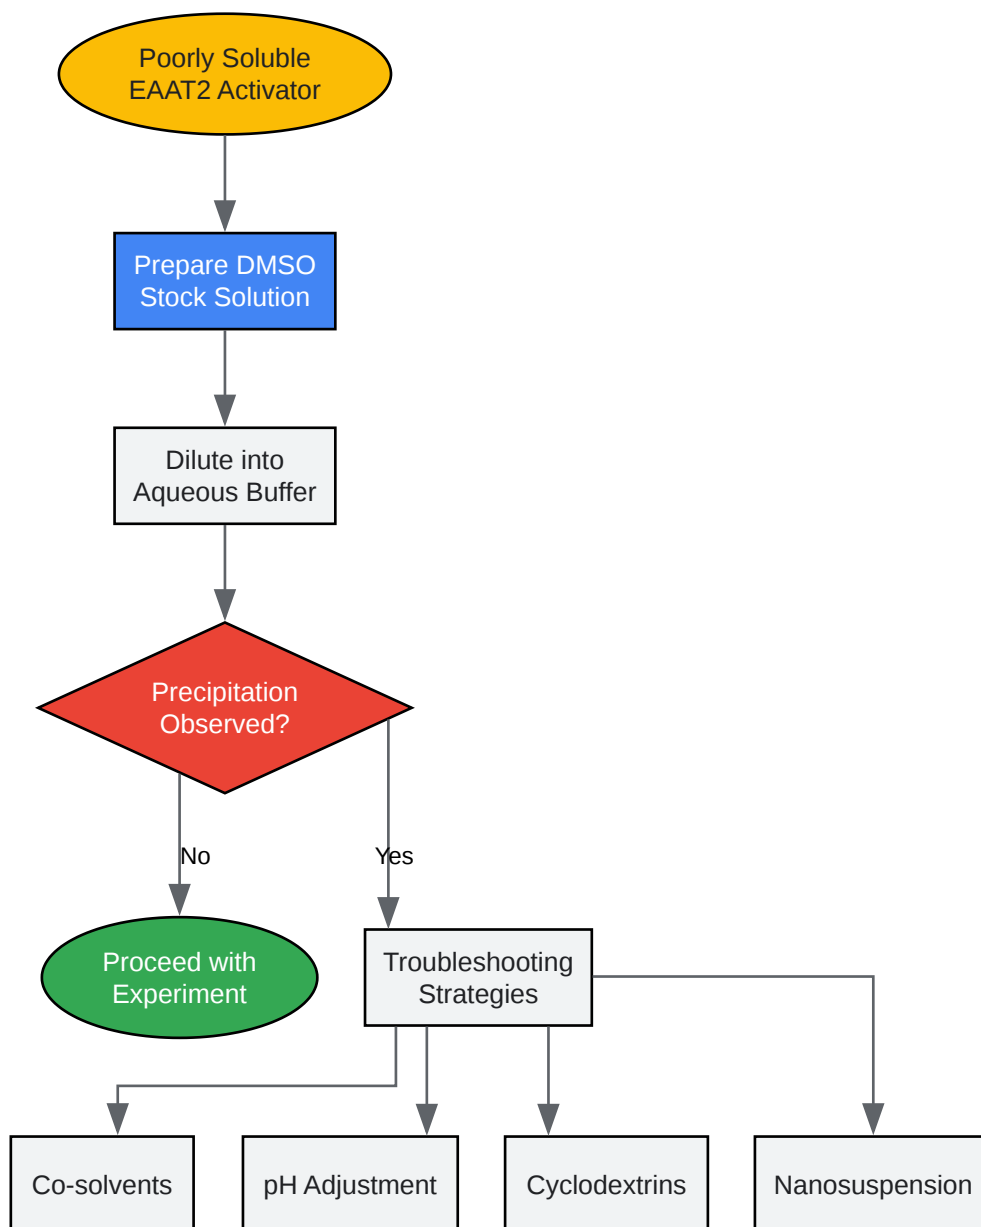 Poorly Soluble
EAAT2 Activator
Prepare DMSO
Stock Solution
Dilute into
Aqueous Buffer
Precipitation
Observed?
No
Yes
Proceed with
Experiment
Troubleshooting
Strategies
Co-solvents
pH Adjustment
Cyclodextrins
Nanosuspension